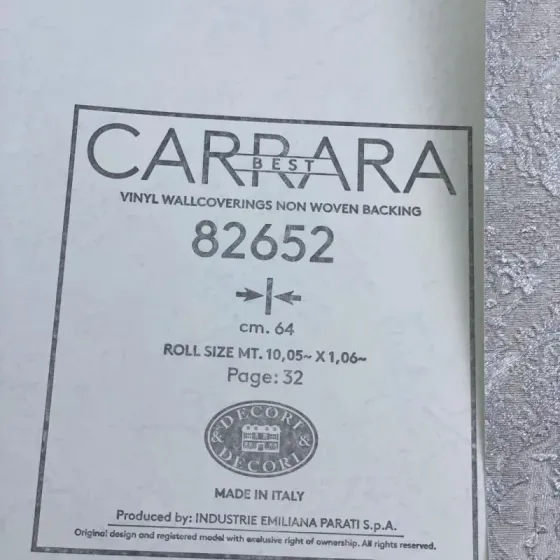 CARRARA
BEST
VINYL WALLCOVERINGS NON WOVEN BACKING
82652
cm. 64
ROLL SIZE MT. 10,05~ X 1,06~
Page: 32
DECORI
& &
DECORI
MADE IN ITALY
Produced by: INDUSTRIE EMILIANA PARATI S.p.A.
Original design and registered model with exclusive right of ownership. All rights reserved.